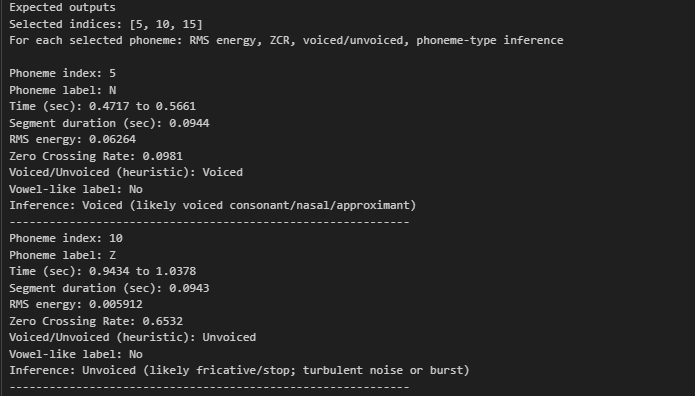 Expected outputs
Selected indices: [5, 10, 15]
For each selected phoneme: RMS energy, ZCR, voiced/unvoiced, phoneme-type inference
Phoneme index: 5
Phoneme label: N
Time (sec): 0.4717 to 0.5661
Segment duration (sec): 0.0944
RMS energy: 0.06264
Zero Crossing Rate: 0.0981
Voiced/Unvoiced (heuristic): Voiced
Vowel-like label: No
Inference: Voiced (likely voiced consonant/nasal/approximant)
------------------------------------------------------------
Phoneme index: 10
Phoneme label: Z
Time (sec): 0.9434 to 1.0378
Segment duration (sec): 0.0943
RMS energy: 0.005912
Zero Crossing Rate: 0.6532
Voiced/Unvoiced (heuristic): Unvoiced
Vowel-like label: No
Inference: Unvoiced (likely fricative/stop; turbulent noise or burst)
------------------------------------------------------------